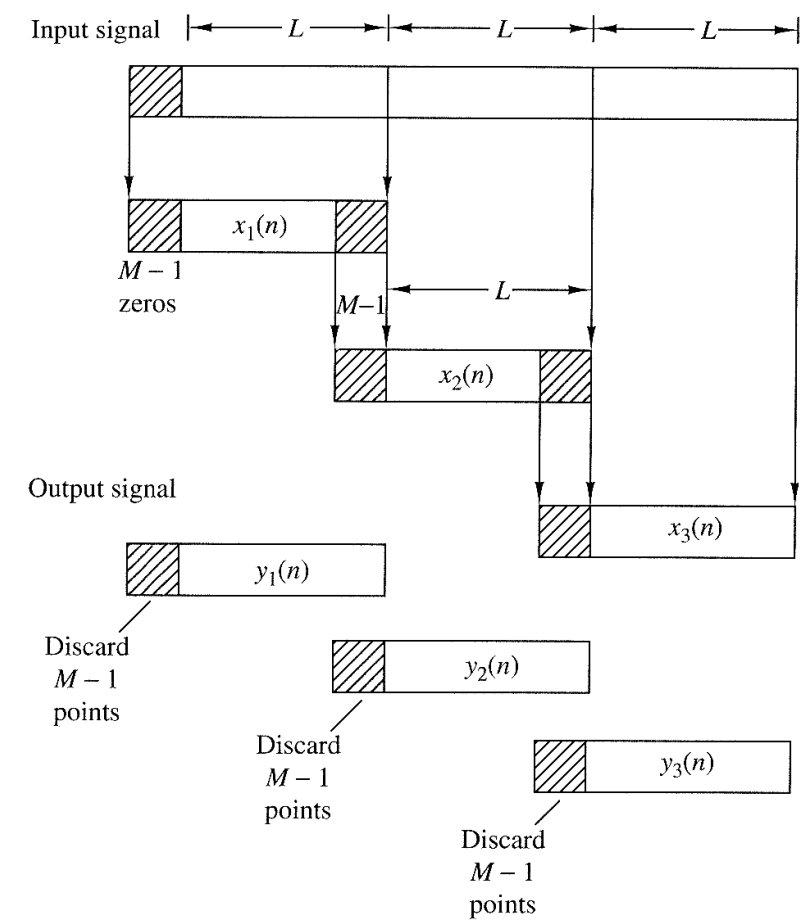 Input signal
L
L
L
x₁(n)
M – 1
zeros
M–1
L
x₂(n)
Output signal
x₃(n)
y₁(n)
Discard
M – 1
points
y₂(n)
Discard
M – 1
points
y₃(n)
Discard
M – 1
points